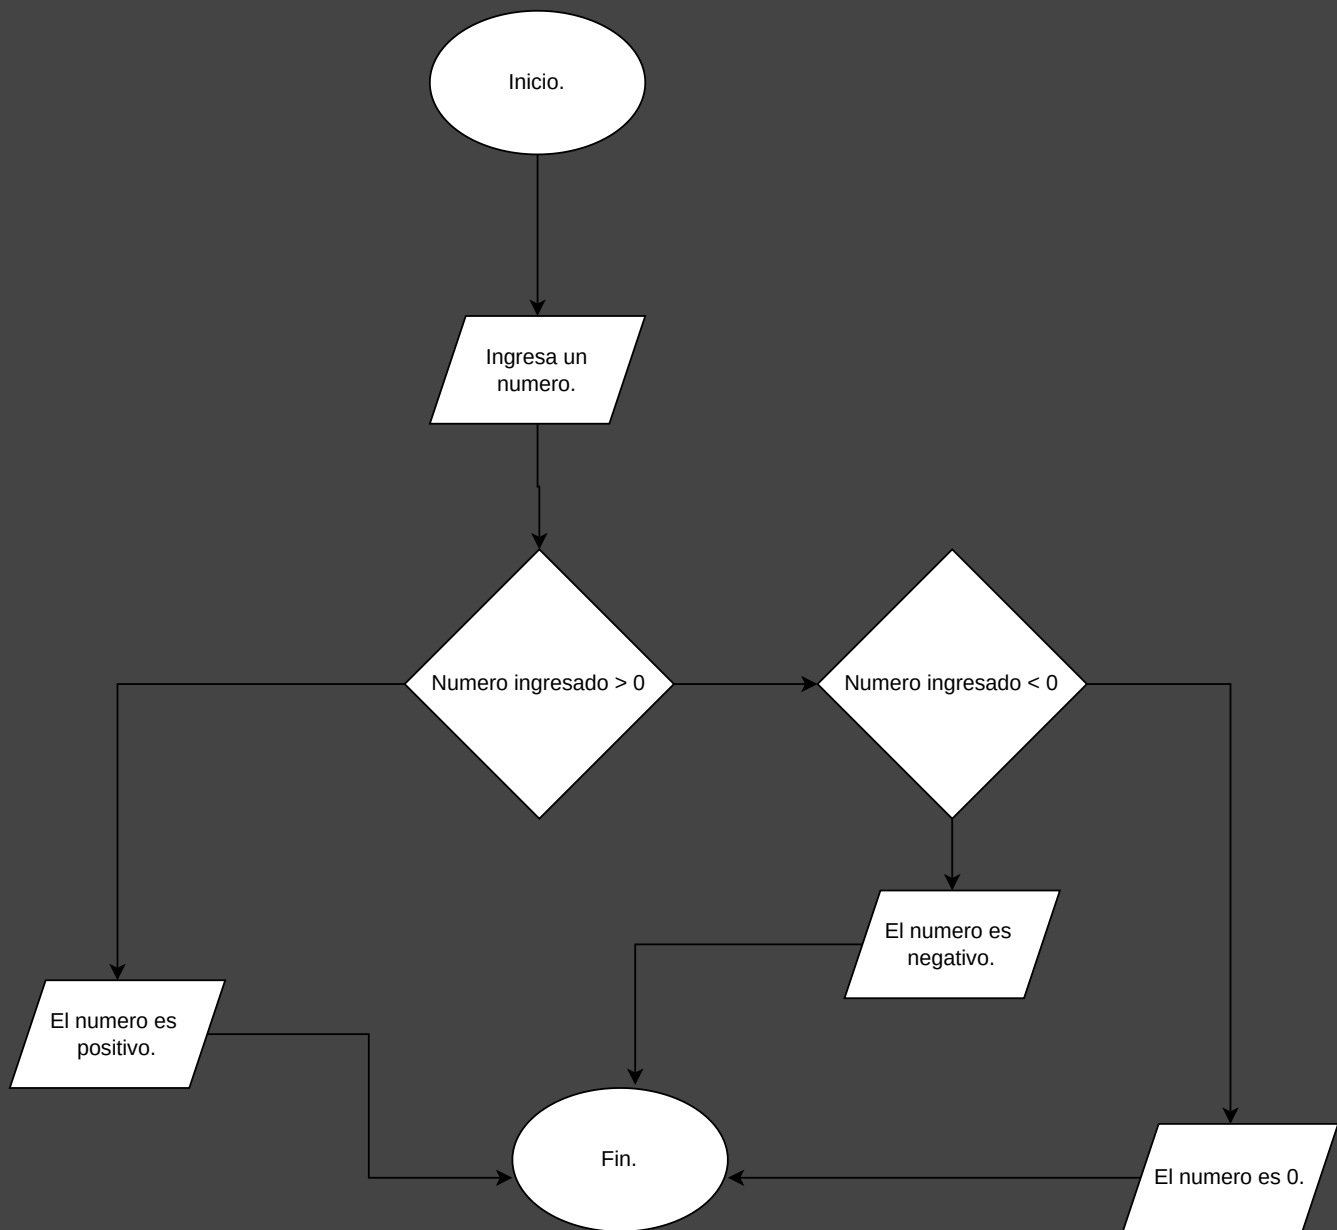 Inicio.
Ingresa un
numero.
Numero ingresado > 0
Numero ingresado < 0
El numero es
negativo.
El numero es
positivo.
Fin.
El numero es 0.